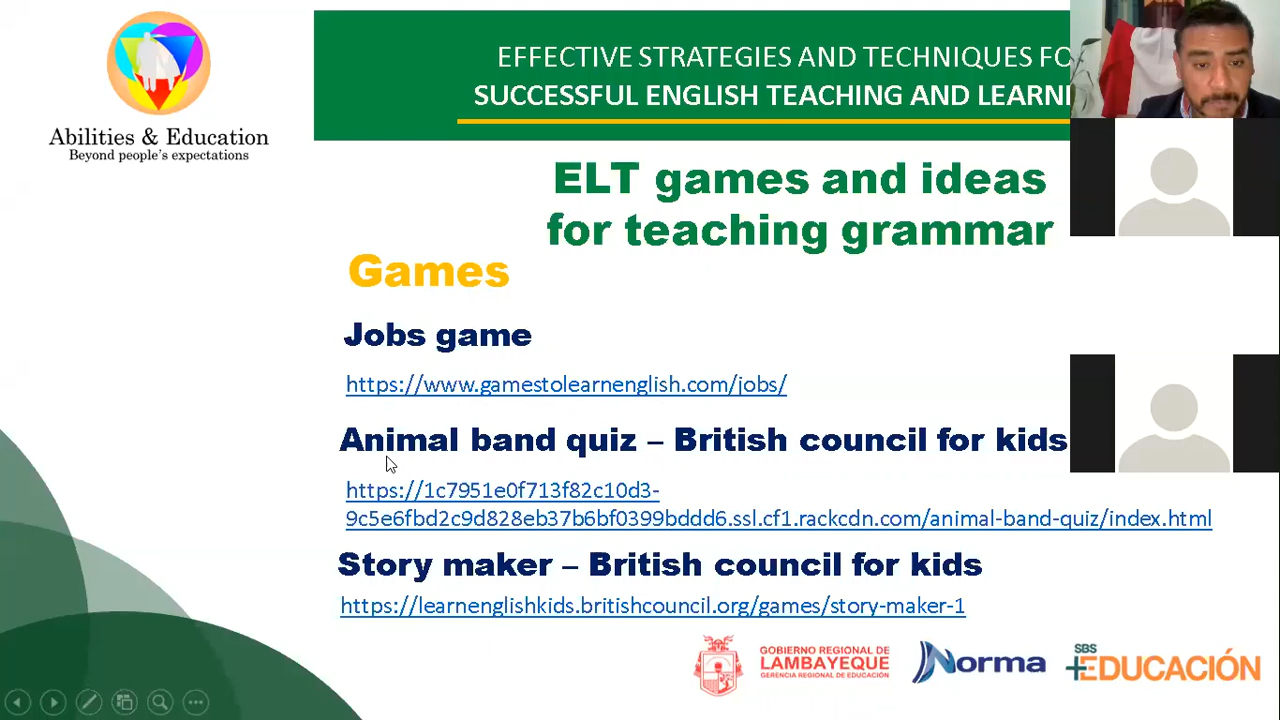 Abilities & Education
Beyond people's expectations
EFFECTIVE STRATEGIES AND TECHNIQUES
SUCCESSFUL ENGLISH TEACHING AND
ELT games and ideas
for teaching grammar
Games
Jobs game
https://www.gamestolearnenglish.com/jobs/
Animal band quiz – British council for kids
https://1c7951e0f713f82c10d3-
9c5e6fbd2c9d828eb37b6bf0399bddd6.ssl.cf1.rackcdn.com/animal-band-quiz/index.html
Story maker – British council for kids
https://learnenglishkids.britishcouncil.org/games/story-maker-1
GOBIERNO REGIONAL DE
LAMBAYEQUE
GERENCIA REGIONAL DE EDUCACIÓN
Norma
SBS
EDUCACIÓN